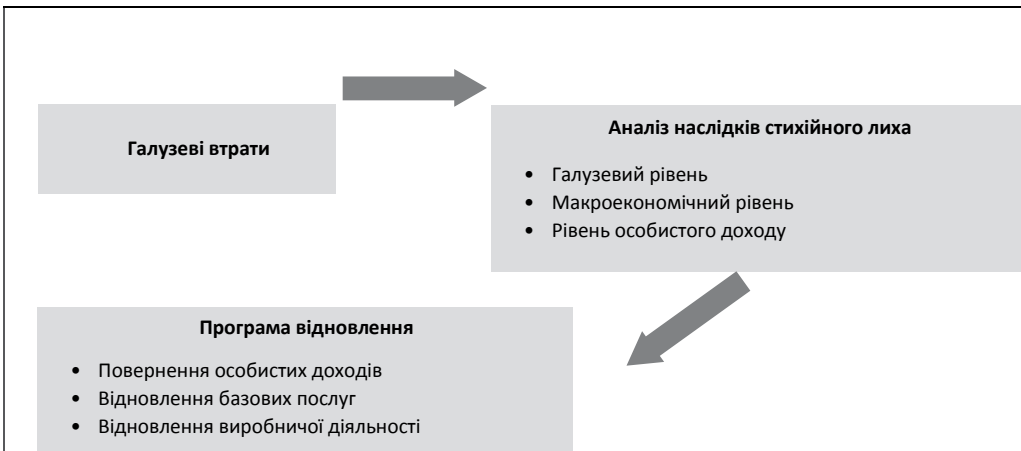 Галузеві втрати
Аналіз наслідків стихійного лиха
• Галузевий рівень
• Макроекономічний рівень
• Рівень особистого доходу
Програма відновлення
• Повернення особистих доходів
• Відновлення базових послуг
• Відновлення виробничої діяльності